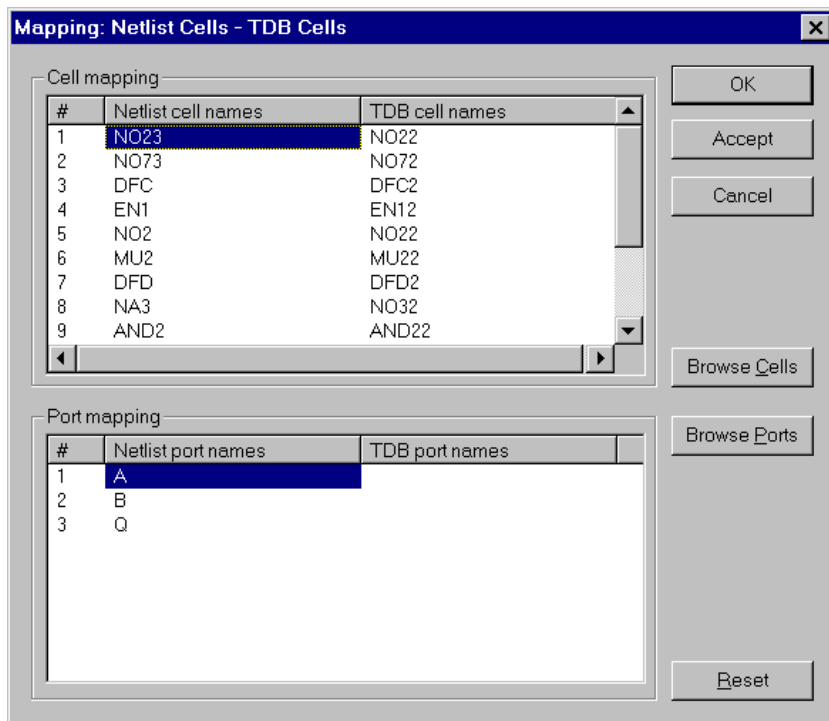 Mapping: Netlist Cells - TDB Cells
Cell mapping
# Netlist cell names TDB cell names
1 NO23 NO22
2 NO73 NO72
3 DFC DFC2
4 EN1 EN12
5 NO2 NO22
6 MU2 MU22
7 DFD DFD2
8 NA3 NO32
9 AND2 AND22
OK
Accept
Cancel
Browse Cells
Port mapping
# Netlist port names TDB port names
1 A
2 B
3 Q
Browse Ports
Reset